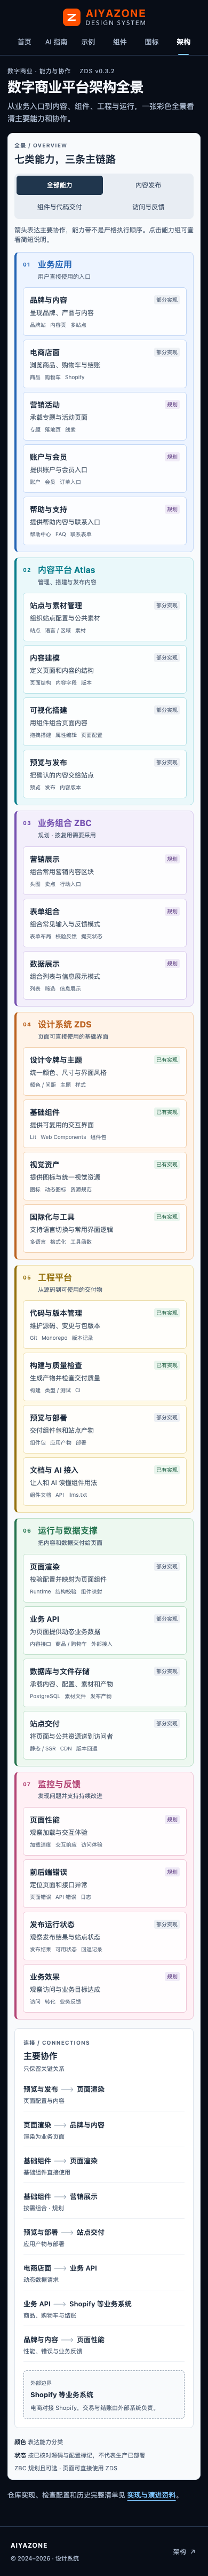 AIYAZONE
DESIGN SYSTEM
首页 AI 指南 示例 组件 图标 架构
数字商业 · 能力与协作 ZDS v0.3.2
数字商业平台架构全景
从业务入口到内容、组件、工程与运行，一张彩色全景看清主要能力和协作。
全景 / OVERVIEW
七类能力，三条主链路
全部能力 内容发布
组件与代码交付 访问与反馈
箭头表达主要协作，能力带不是严格执行顺序。点击能力组可查看简短说明。
01 业务应用
用户直接使用的入口
品牌与内容 部分实现
呈现品牌、产品与内容
品牌站 内容页 多站点
电商店面 部分实现
浏览商品、购物车与结账
商品 购物车 Shopify
营销活动 规划
承载专题与活动页面
专题 落地页 线索
账户与会员 规划
提供账户与会员入口
账户 会员 订单入口
帮助与支持 规划
提供帮助内容与联系入口
帮助中心 FAQ 联系表单
02 内容平台 Atlas
管理、搭建与发布内容
站点与素材管理 部分实现
组织站点配置与公共素材
站点 语言 / 区域 素材
内容建模 部分实现
定义页面和内容的结构
页面结构 内容字段 版本
可视化搭建 部分实现
用组件组合页面内容
拖拽搭建 属性编辑 页面配置
预览与发布 部分实现
把确认的内容交给站点
预览 发布 内容版本
03 业务组合 ZBC
规划 · 按复用需要采用
营销展示 规划
组合常用营销内容区块
头图 卖点 行动入口
表单组合 规划
组合常见输入与反馈模式
表单布局 校验反馈 提交状态
数据展示 规划
组合列表与信息展示模式
列表 筛选 信息展示
04 设计系统 ZDS
页面可直接使用的基础界面
设计令牌与主题 已有实现
统一颜色、尺寸与界面风格
颜色 / 间距 主题 样式
基础组件 已有实现
提供可复用的交互界面
Lit Web Components 组件包
视觉资产 已有实现
提供图标与统一视觉资源
图标 动态图标 资源规范
国际化与工具 已有实现
支持语言切换与常用界面逻辑
多语言 格式化 工具函数
05 工程平台
从源码到可使用的交付物
代码与版本管理 已有实现
维护源码、变更与包版本
Git Monorepo 版本记录
构建与质量检查 已有实现
生成产物并检查交付质量
构建 类型 / 测试 CI
预览与部署 部分实现
交付组件包和站点产物
组件包 应用产物 部署
文档与 AI 接入 已有实现
让人和 AI 读懂组件用法
组件文档 API llms.txt
06 运行与数据支撑
把内容和数据交付给页面
页面渲染 部分实现
校验配置并映射为页面组件
Runtime 结构校验 组件映射
业务 API 部分实现
为页面提供动态业务数据
内容接口 商品 / 购物车 外部接入
数据库与文件存储 部分实现
承载内容、配置、素材和产物
PostgreSQL 素材文件 发布产物
站点交付 部分实现
将页面与公共资源送到访问者
静态 / SSR CDN 版本回退
07 监控与反馈
发现问题并支持持续改进
页面性能 规划
观察加载与交互体验
加载速度 交互响应 访问体验
前后端错误 规划
定位页面和接口异常
页面错误 API 错误 日志
发布运行状态 部分实现
观察发布结果与站点状态
发布结果 可用状态 回退记录
业务效果 规划
观察访问与业务目标达成
访问 转化 业务反馈
连接 / CONNECTIONS
主要协作
只保留关键关系
预览与发布 → 页面渲染
页面配置与内容
页面渲染 → 品牌与内容
渲染为业务页面
基础组件 → 页面渲染
基础组件直接使用
基础组件 → 营销展示
按需组合 · 规划
预览与部署 → 站点交付
应用产物与部署
电商店面 → 业务 API
动态数据请求
业务 API → Shopify 等业务系统
商品、购物车与结账
品牌与内容 → 页面性能
性能、错误与业务反馈
外部边界
Shopify 等业务系统
电商对接 Shopify，交易与结账由外部系统负责。
颜色 表达能力分类
状态 按已核对源码与配置标记，不代表生产已部署
ZBC 规划且可选 · 页面可直接使用 ZDS
仓库实现、检查配置和历史完整清单见 实现与演进资料。
AIYAZONE
© 2024–2026 · 设计系统
架构 ↗